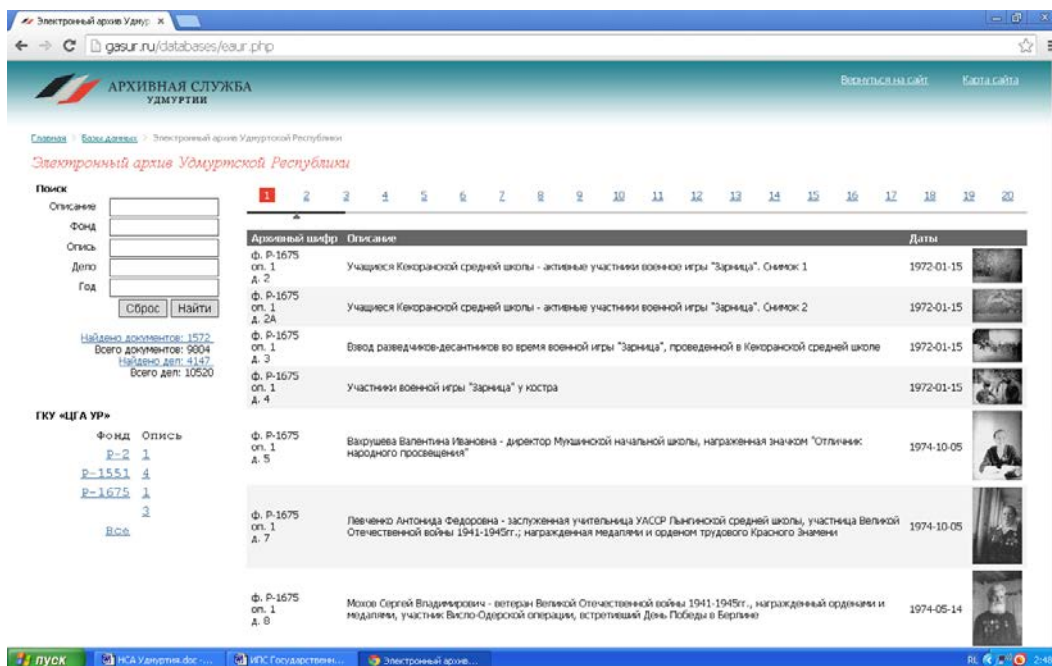 Электронный архив Удмур
gasur.ru/databases/eaur.php
АРХИВНАЯ СЛУЖБА
УДМУРТИИ
Вернуться на сайт
Карта сайта
Главная > Базы данных > Электронный архив Удмуртской Республики
Электронный архив Удмуртской Республики
Поиск
Описание
Фонд
Опись
Дело
Год
Сброс Найти
Найдено документов: 1572
Всего документов: 9804
Найдено дел: 4147
Всего дел: 10520
ГКУ «ЦГА УР»
Фонд Опись
Р-2 1
Р-1551 4
Р-1675 1
3
Все
1 2 3 4 5 6 7 8 9 10 11 12 13 14 15 16 17 18 19 20
Архивный шифр Описание Даты
ф. Р-1675
оп. 1
д. 2
Учащиеся Кекоранской средней школы - активные участники военное игры "Зарница". Снимок 1
1972-01-15
ф. Р-1675
оп. 1
д. 2А
Учащиеся Кекоранской средней школы - активные участники военной игры "Зарница". Снимок 2
1972-01-15
ф. Р-1675
оп. 1
д. 3
Взвод разведчиков-десантников во время военной игры "Зарница", проведенной в Кекоранской средней школе
1972-01-15
ф. Р-1675
оп. 1
д. 4
Участники военной игры "Зарница" у костра
1972-01-15
ф. Р-1675
оп. 1
д. 5
Вахрушева Валентина Ивановна - директор Мукшинской начальной школы, награженная значком "Отличник
народного просвещения"
1974-10-05
ф. Р-1675
оп. 1
д. 7
Левченко Антонида Федоровна - заслуженная учительница УАССР Лынгинской средней школы, участница Великой
Отечественной войны 1941-1945гг.; награжденная медалями и орденом трудового Красного Знамени
1974-10-05
ф. Р-1675
оп. 1
д. 8
Мохов Сергей Владимирович - ветеран Великой Отечественной войны 1941-1945гг., награжденный орденами и
медалями, участник Висло-Одерской операции, встретивший День Победы в Берлине
1974-05-14
пуск
НСА Удмуртия.doc -...
ИПС Государственн...
Электронный архив...
RL
2:48